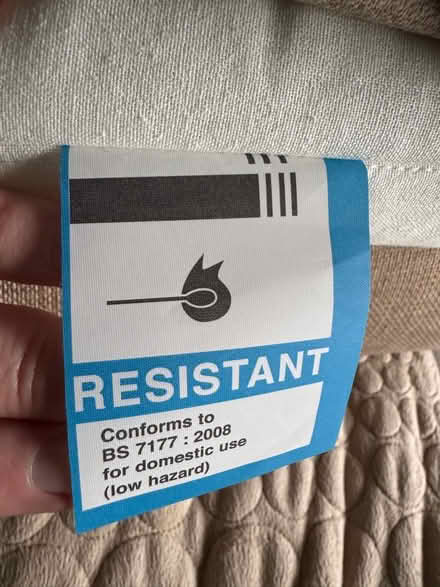 RESISTANT
Conforms to
BS 7177 : 2008
for domestic use
(low hazard)